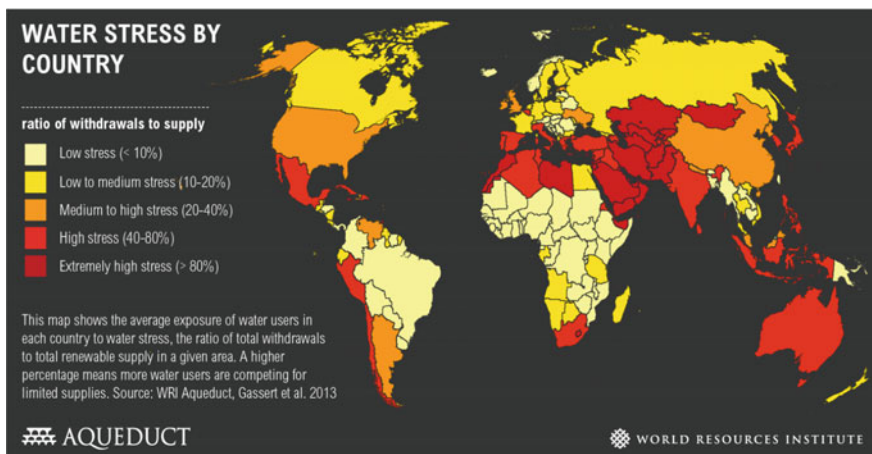 WATER STRESS BY
COUNTRY
ratio of withdrawals to supply
Low stress (< 10%)
Low to medium stress (10-20%)
Medium to high stress (20-40%)
High stress (40-80%)
Extremely high stress (> 80%)
This map shows the average exposure of water users in
each country to water stress, the ratio of total withdrawals
to total renewable supply in a given area. A higher
percentage means more water users are competing for
limited supplies. Source: WRI Aqueduct, Gassert et al. 2013
AQUEDUCT
WORLD RESOURCES INSTITUTE